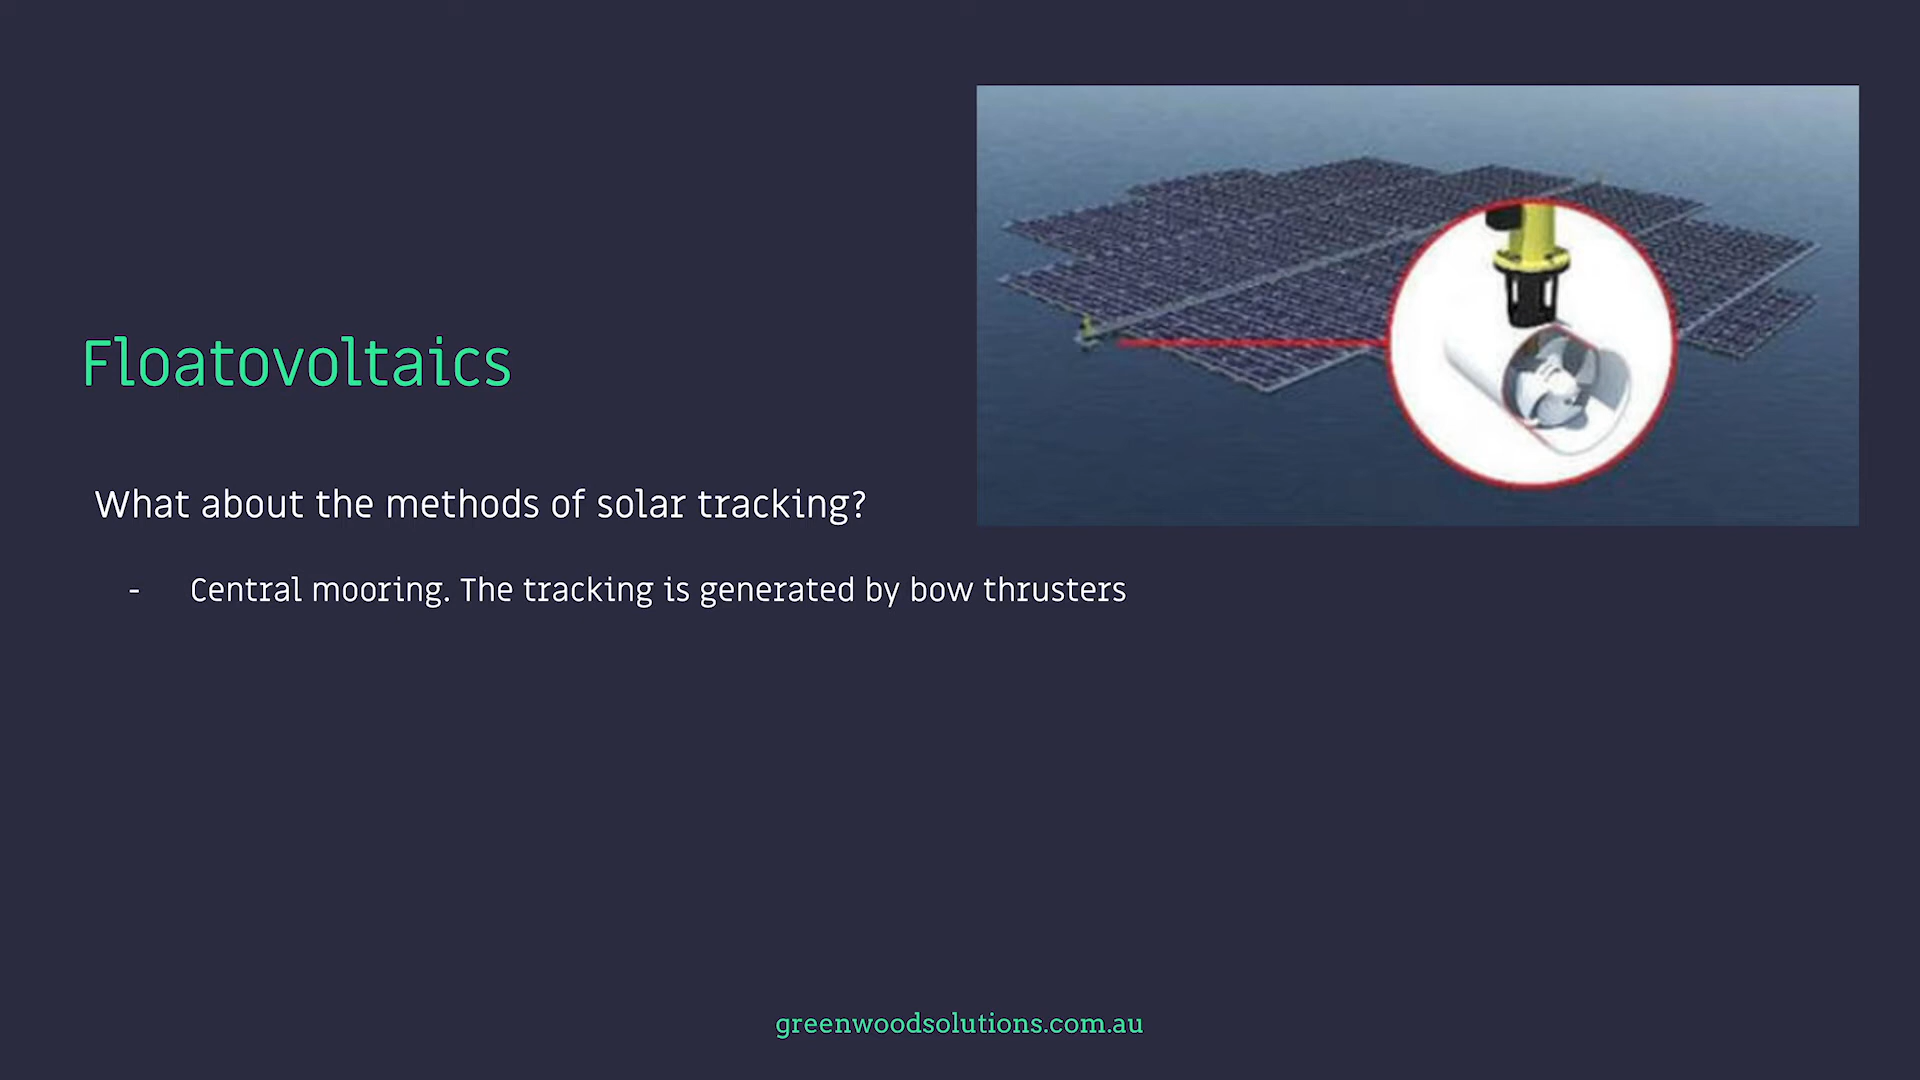 Floatovoltaics
What about the methods of solar tracking?
- Central mooring. The tracking is generated by bow thrusters
greenwoodsolutions.com.au